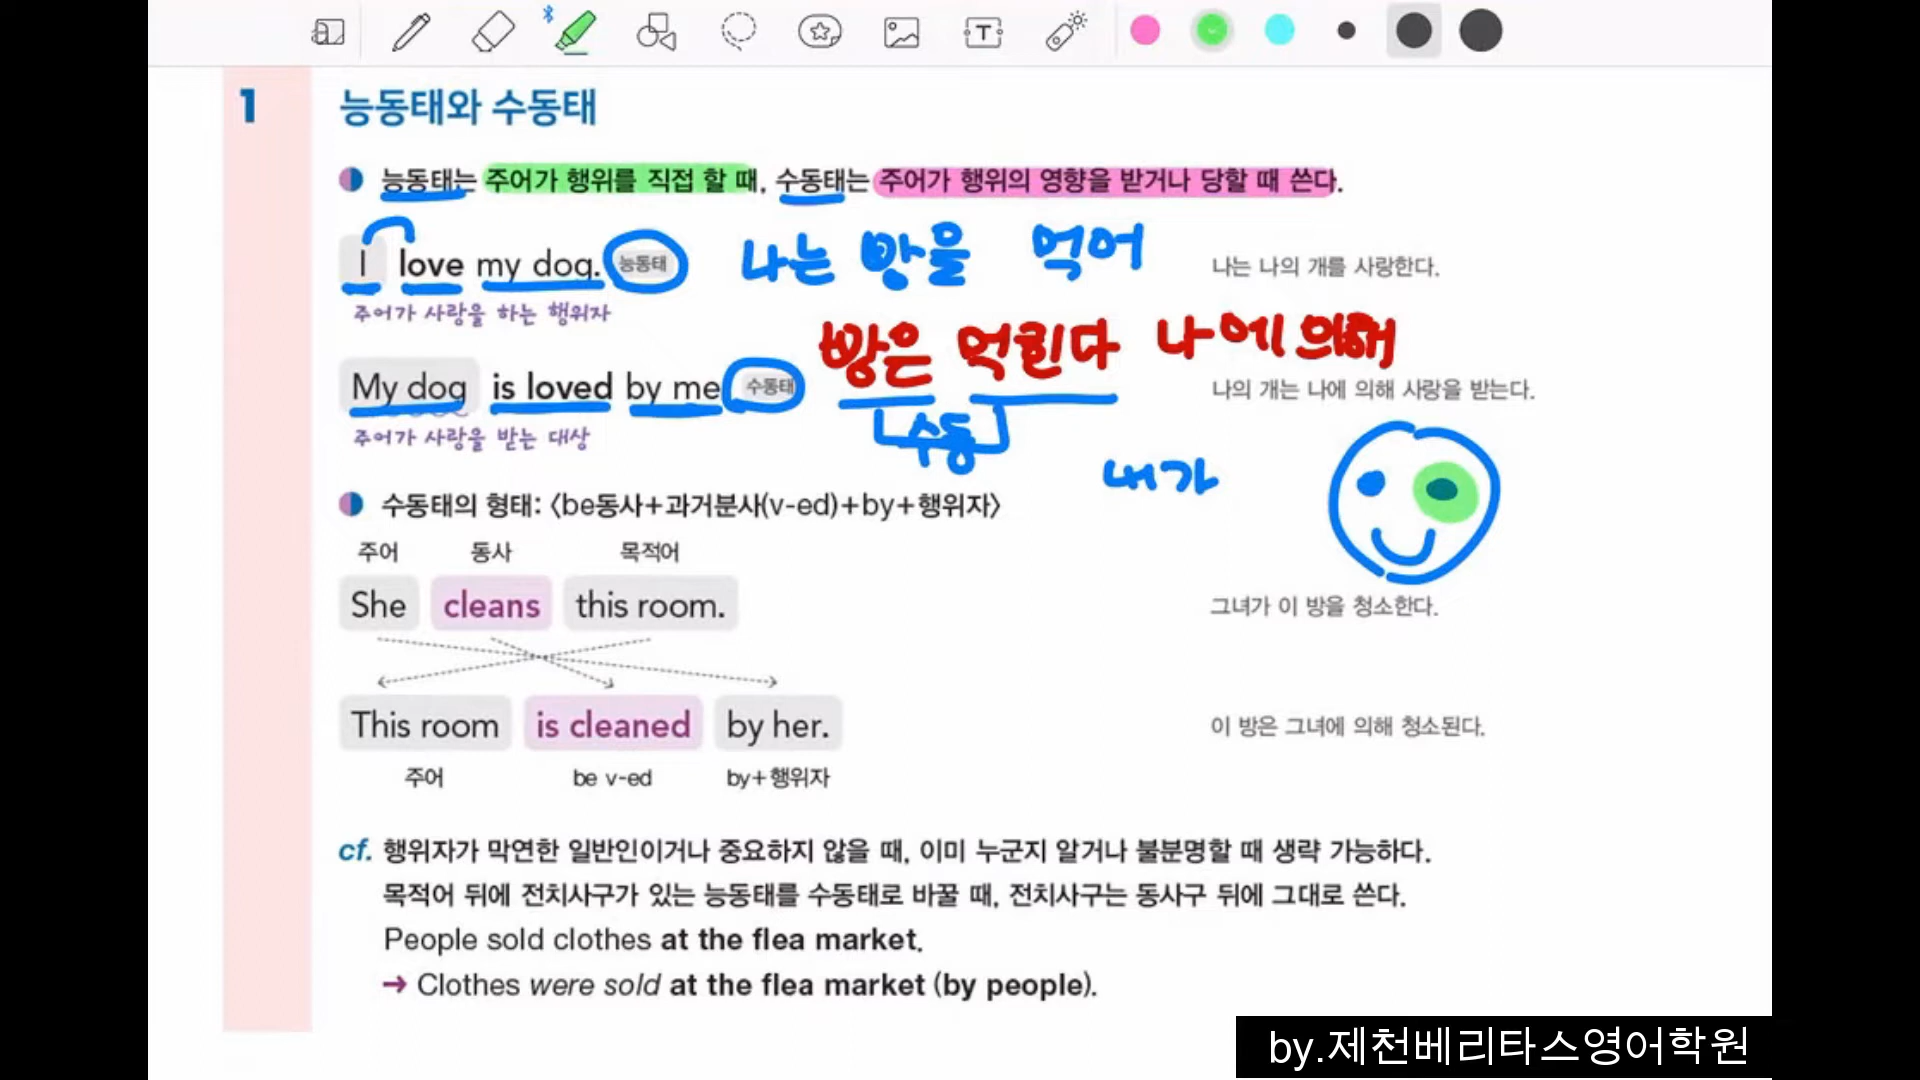 1 능동태와 수동태
능동태는 주어가 행위를 직접 할 때, 수동태는 주어가 행위의 영향을 받거나 당할 때 쓴다.
I love my dog. 능동태 나는 빵을 먹어 나는 나의 개를 사랑한다.
주어가 사랑을 하는 행위자
빵은 먹힌다 나에 의해
My dog is loved by me 수동태 나의 개는 나에 의해 사랑을 받는다.
주어가 사랑을 받는 대상
수동
내가
수동태의 형태: 〈be동사+과거분사(v-ed)+by+행위자〉
주어 동사 목적어
She cleans this room. 그녀가 이 방을 청소한다.
This room is cleaned by her. 이 방은 그녀에 의해 청소된다.
주어 be v-ed by+행위자
cf. 행위자가 막연한 일반인이거나 중요하지 않을 때, 이미 누군지 알거나 불분명할 때 생략 가능하다.
목적어 뒤에 전치사구가 있는 능동태를 수동태로 바꿀 때, 전치사구는 동사구 뒤에 그대로 쓴다.
People sold clothes at the flea market.
→ Clothes were sold at the flea market (by people).
by.제천베리타스영어학원